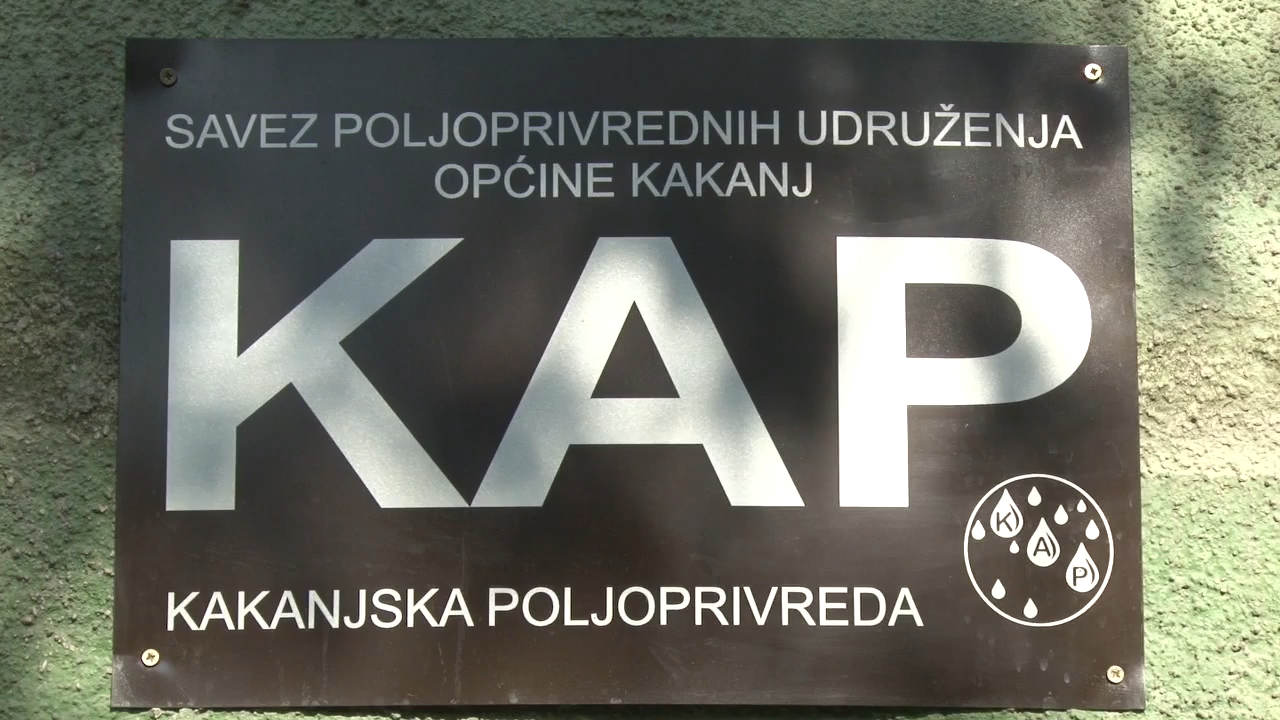 SAVEZ POLJOPRIVREDNIH UDRUŽENJA
OPĆINE KAKANJ
KAP
K A P
KAKANJSKA POLJOPRIVREDA